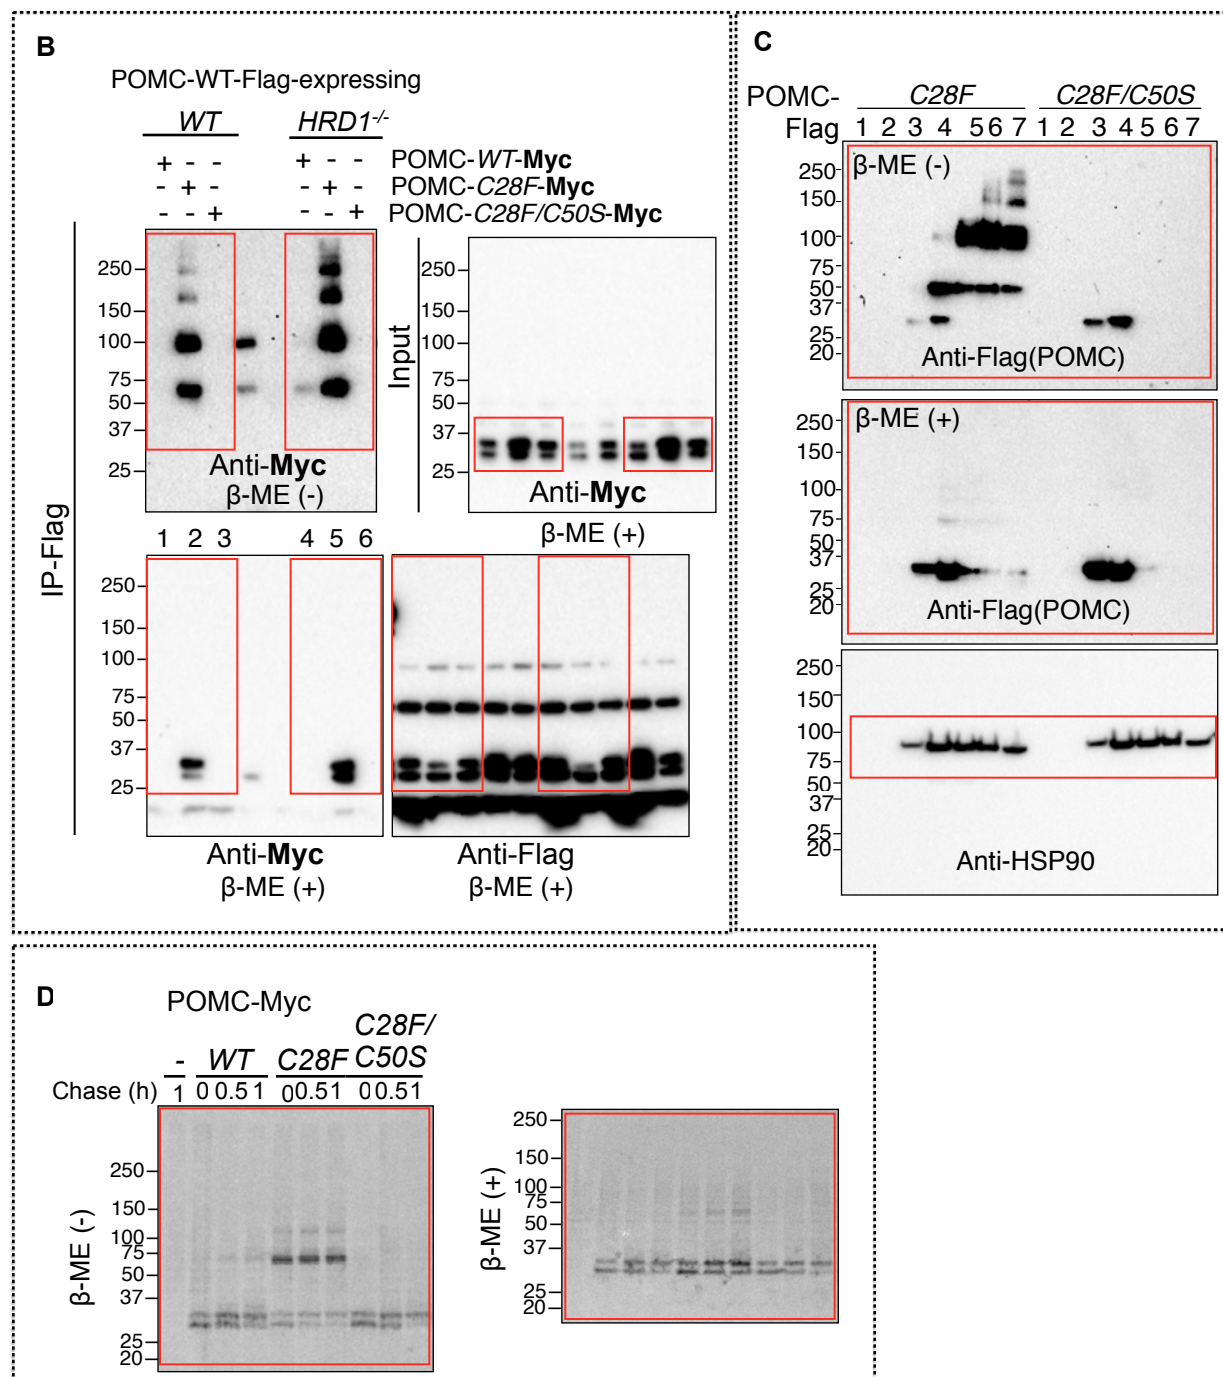 B
POMC-WT-Flag-expressing
WT HRD1-/-
+ - - + - - POMC-WT-Myc
- + - - + - POMC-C28F-Myc
- - + - - + POMC-C28F/C50S-Myc
IP-Flag
250
150
100
75
50
37
25
Anti-Myc
β-ME (-)
Input
250
150
100
75
50
37
25
Anti-Myc
β-ME (+)
1 2 3 4 5 6
250
150
100
75
50
37
25
Anti-Myc
β-ME (+)
Anti-Flag
β-ME (+)
C
POMC-Flag
C28F C28F/C50S
1 2 3 4 5 6 7 1 2 3 4 5 6 7
β-ME (-)
250
150
100
75
50
37
25
20
Anti-Flag(POMC)
β-ME (+)
250
150
100
75
50
37
25
20
Anti-Flag(POMC)
250
150
100
75
50
37
25
20
Anti-HSP90
D
POMC-Myc
- WT C28F C28F/C50S
Chase (h) 1 0 0.5 1 0 0.5 1 0 0.5 1
β-ME (-)
250
150
100
75
50
37
25
20
β-ME (+)
250
150
100
75
50
37
25
20